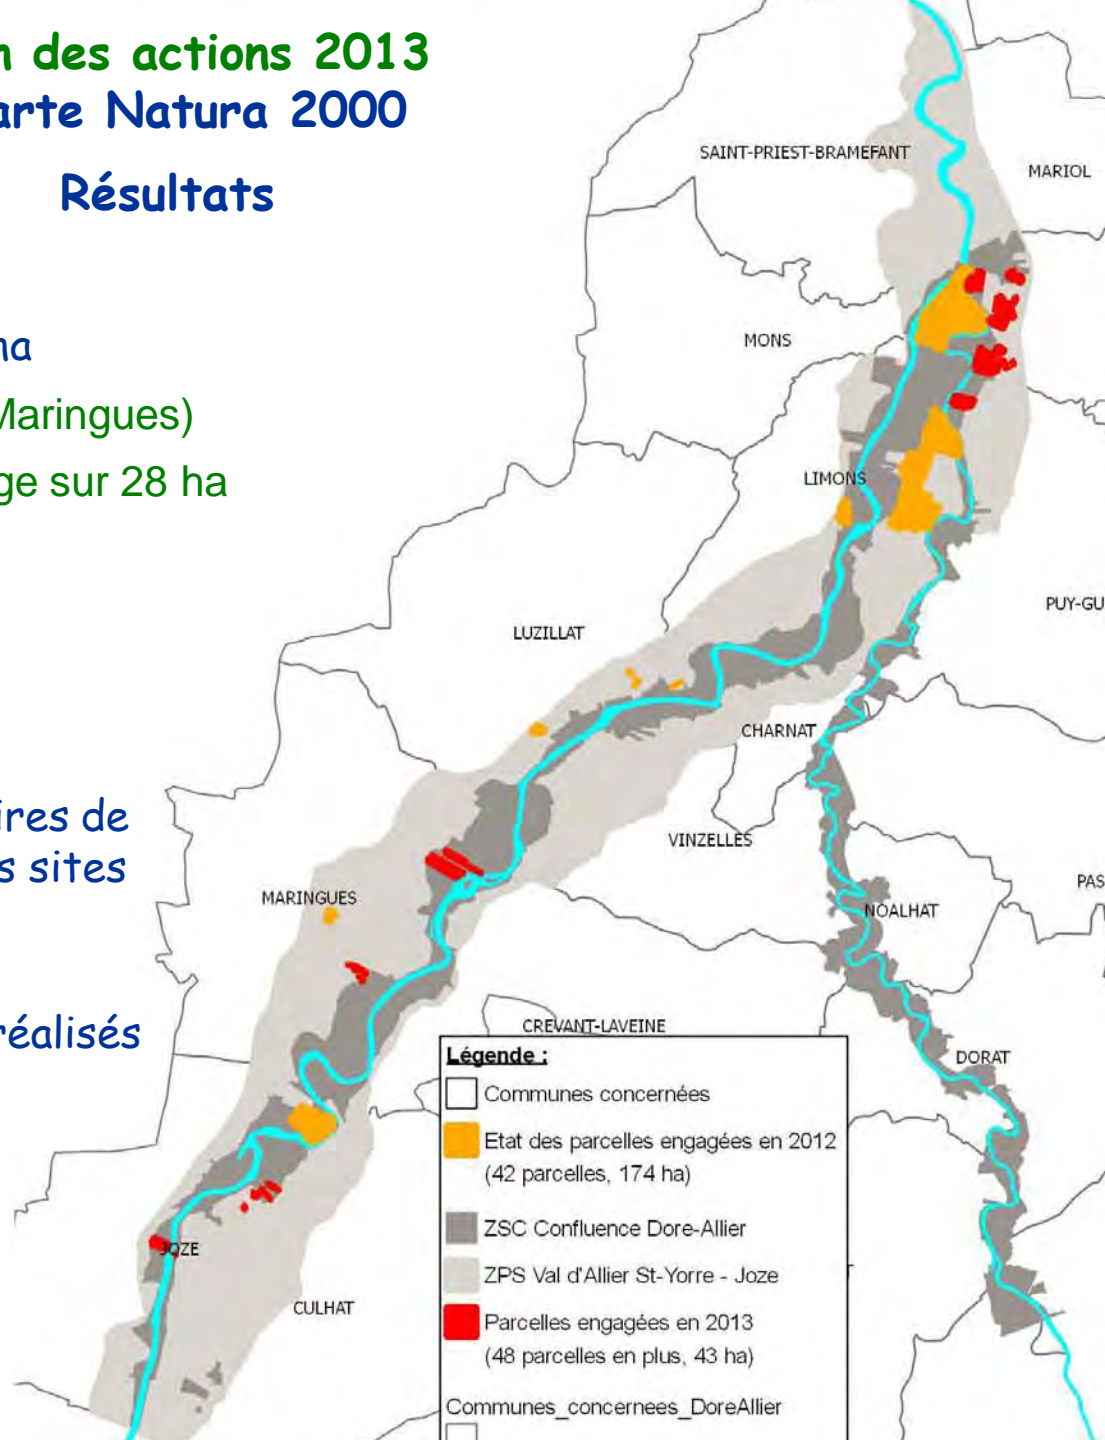 n des actions 2013
arte Natura 2000
Résultats
SAINT-PRIEST-BRAMEFANT
MARIOL
na
MONS
Maringues)
ge sur 28 ha
LIMONS
PUY-GU
LUZILLAT
CHARNAT
ires de
VINZELLES
s sites
PAS
MARINGUES
NOALHAT
réalisés
CREVANT-LAVEINE
DORAT
JOZE
CULHAT
Légende :
Communes concernées
Etat des parcelles engagées en 2012
(42 parcelles, 174 ha)
ZSC Confluence Dore-Allier
ZPS Val d'Allier St-Yorre - Joze
Parcelles engagées en 2013
(48 parcelles en plus, 43 ha)
Communes_concernees_DoreAllier